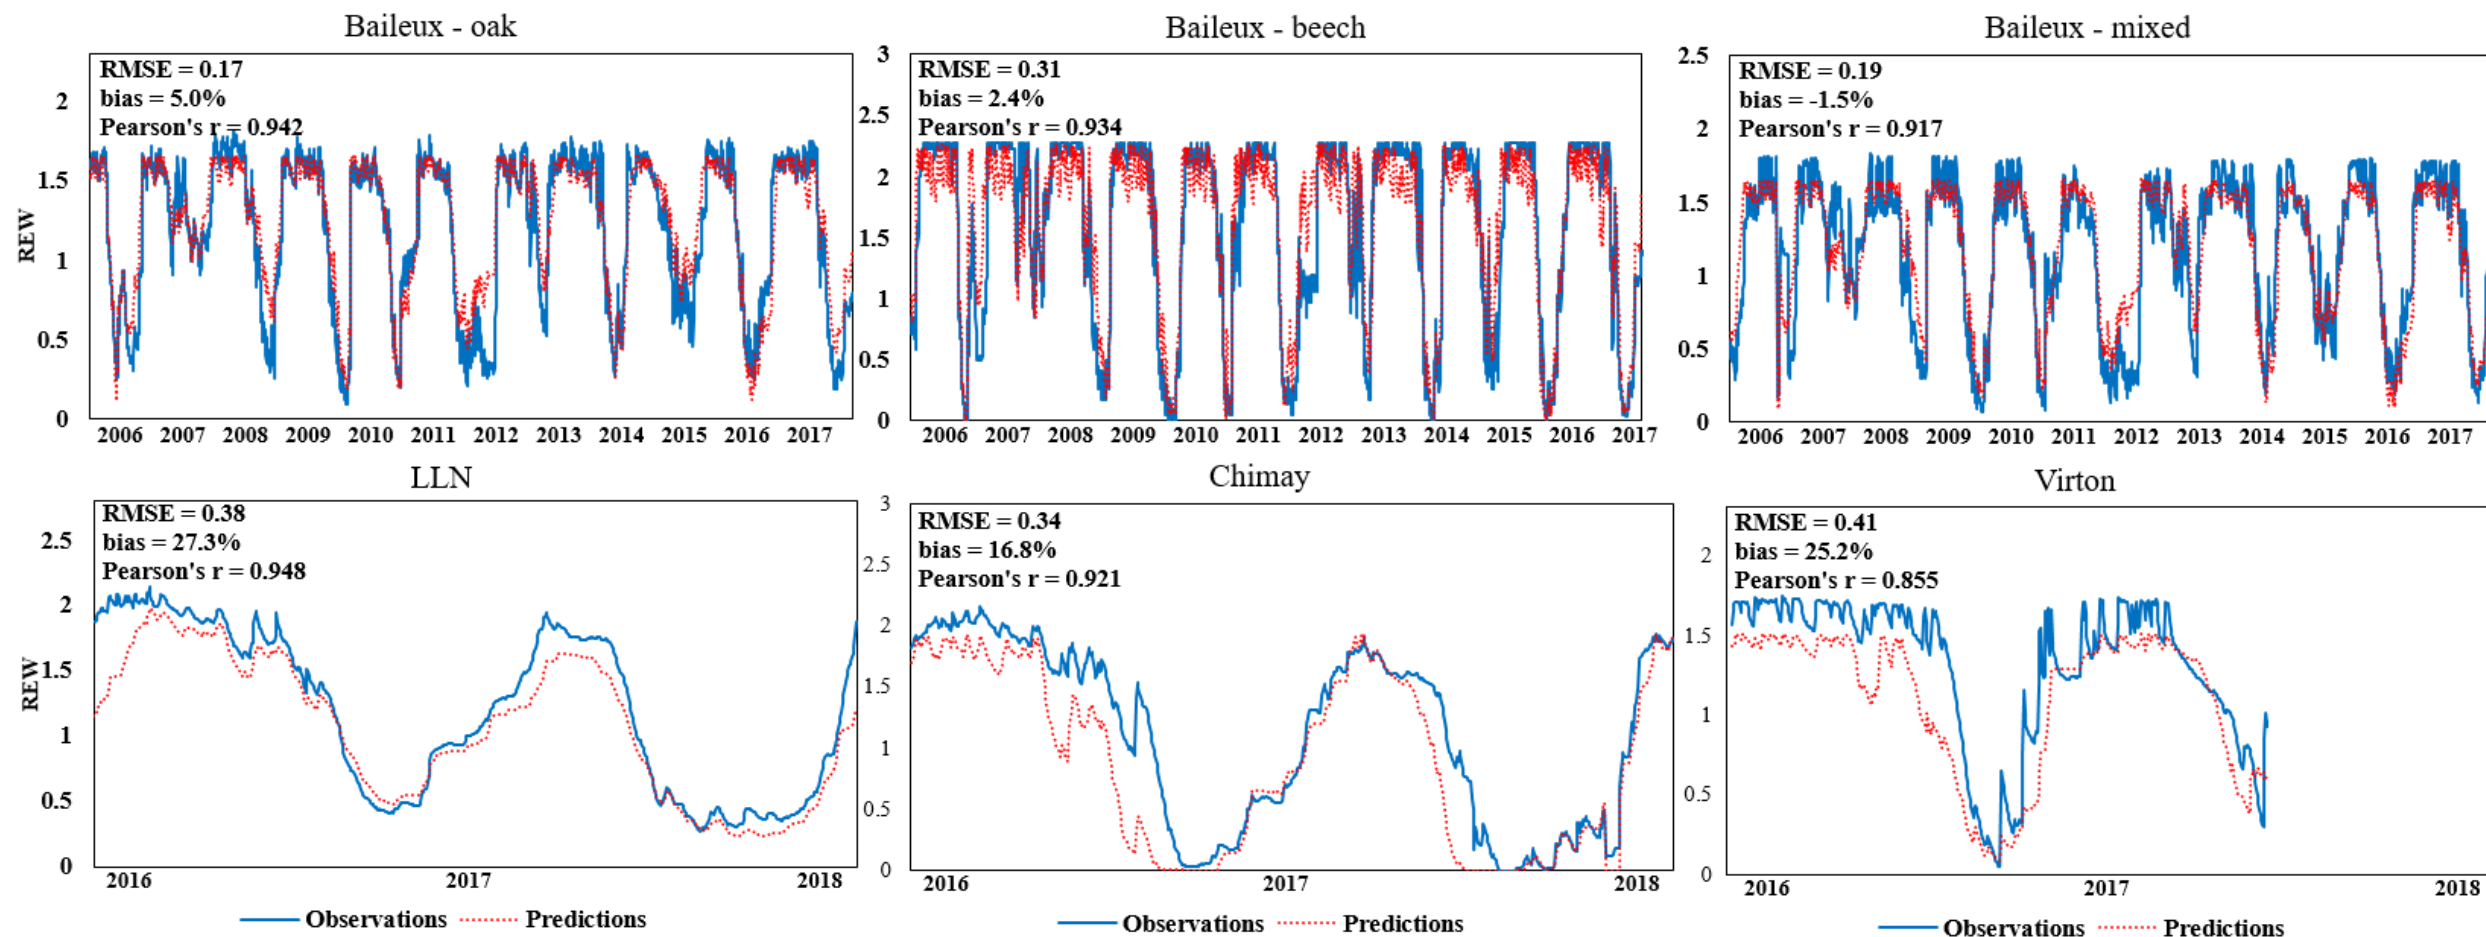 Baileux - oak
RMSE = 0.17
bias = 5.0%
Pearson's r = 0.942
REW
2
1.5
1
0.5
0
2006 2007 2008 2009 2010 2011 2012 2013 2014 2015 2016 2017
Baileux - beech
RMSE = 0.31
bias = 2.4%
Pearson's r = 0.934
3
2.5
2
1.5
1
0.5
0
2006 2007 2008 2009 2010 2011 2012 2013 2014 2015 2016 2017
Baileux - mixed
RMSE = 0.19
bias = -1.5%
Pearson's r = 0.917
2.5
2
1.5
1
0.5
0
2006 2007 2008 2009 2010 2011 2012 2013 2014 2015 2016 2017
LLN
RMSE = 0.38
bias = 27.3%
Pearson's r = 0.948
REW
2.5
2
1.5
1
0.5
0
2016 2017 2018
Observations Predictions
Chimay
RMSE = 0.34
bias = 16.8%
Pearson's r = 0.921
3
2.5
2
1.5
1
0.5
0
2016 2017 2018
Observations Predictions
Virton
RMSE = 0.41
bias = 25.2%
Pearson's r = 0.855
2
1.5
1
0.5
0
2016 2017 2018
Observations Predictions